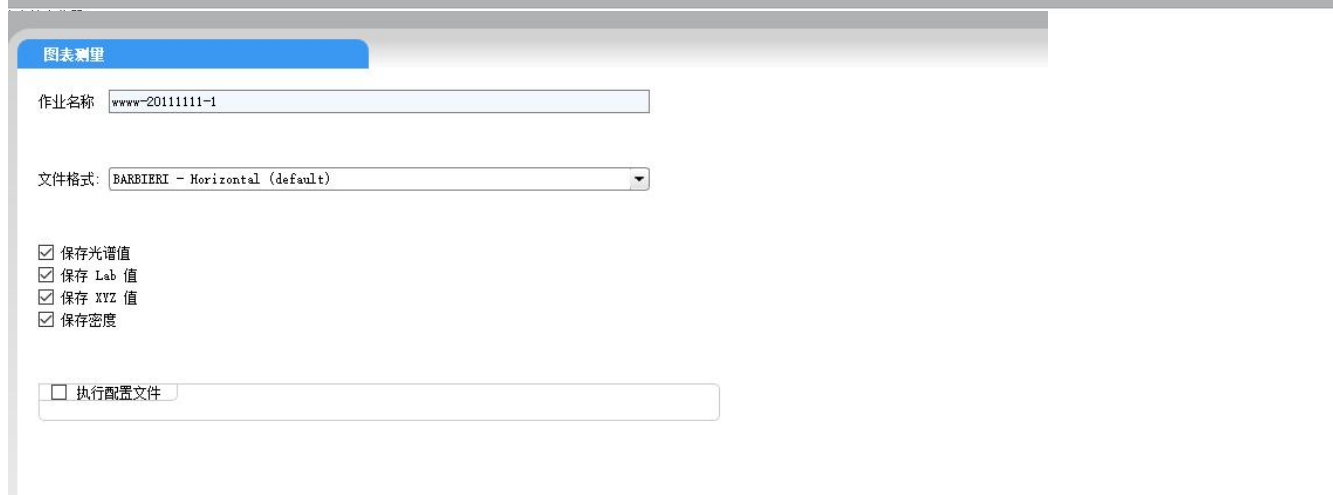 图表测量
作业名称 www-20111111-1
文件格式: BARBIERI - Horizontal (default)
保存光谱值
保存 Lab 值
保存 XYZ 值
保存密度
执行配置文件